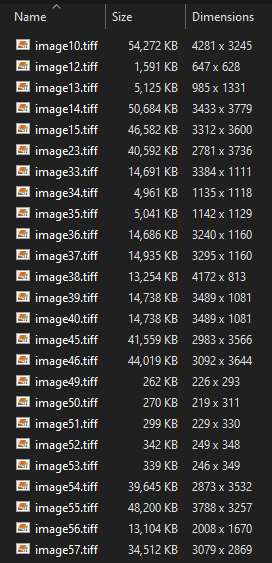 Name Size Dimensions
image10.tiff 54,272 KB 4281 x 3245
image12.tiff 1,591 KB 647 x 628
image13.tiff 5,125 KB 985 x 1331
image14.tiff 50,684 KB 3433 x 3779
image15.tiff 46,582 KB 3312 x 3600
image23.tiff 40,592 KB 2781 x 3736
image33.tiff 14,691 KB 3384 x 1111
image34.tiff 4,961 KB 1135 x 1118
image35.tiff 5,041 KB 1142 x 1129
image36.tiff 14,686 KB 3240 x 1160
image37.tiff 14,935 KB 3295 x 1160
image38.tiff 13,254 KB 4172 x 813
image39.tiff 14,738 KB 3489 x 1081
image40.tiff 14,738 KB 3489 x 1081
image45.tiff 41,559 KB 2983 x 3566
image46.tiff 44,019 KB 3092 x 3644
image49.tiff 262 KB 226 x 293
image50.tiff 270 KB 219 x 311
image51.tiff 299 KB 229 x 330
image52.tiff 342 KB 249 x 348
image53.tiff 339 KB 246 x 349
image54.tiff 39,645 KB 2873 x 3532
image55.tiff 48,200 KB 3788 x 3257
image56.tiff 13,104 KB 2008 x 1670
image57.tiff 34,512 KB 3079 x 2869